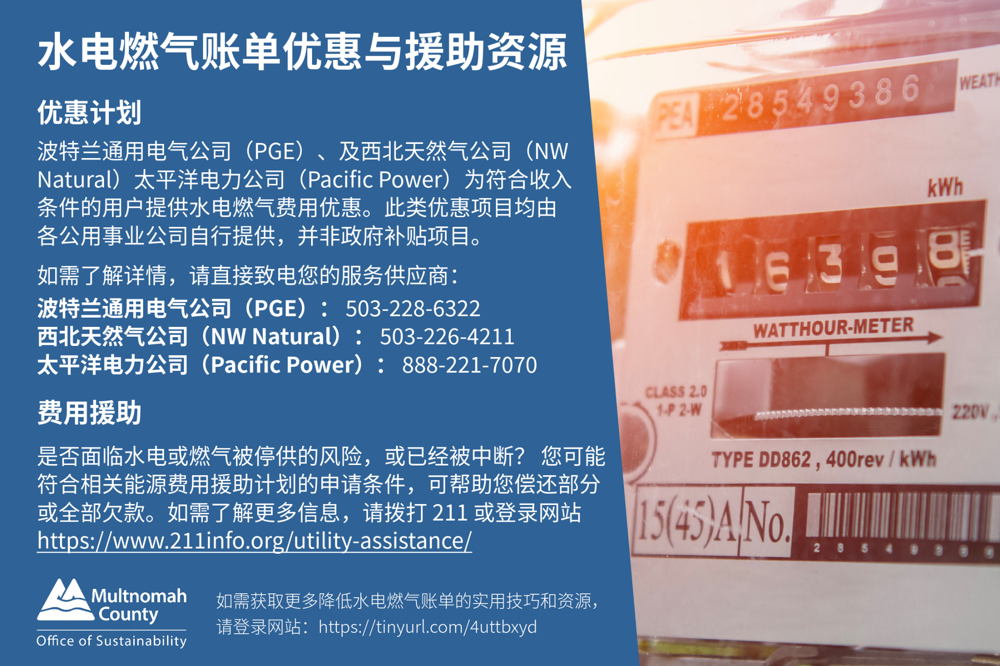 水电燃气账单优惠与援助资源
优惠计划
波特兰通用电气公司（PGE）、及西北天然气公司（NW
Natural）太平洋电力公司（Pacific Power）为符合收入
条件的用户提供水电燃气费用优惠。此类优惠项目均由
各公用事业公司自行提供，并非政府补贴项目。
如需了解详情，请直接致电您的服务供应商：
波特兰通用电气公司（PGE）： 503-228-6322
西北天然气公司（NW Natural）： 503-226-4211
太平洋电力公司（Pacific Power）： 888-221-7070
费用援助
是否面临水电或燃气被停供的风险，或已经被中断？ 您可能
符合相关能源费用援助计划的申请条件，可帮助您偿还部分
或全部欠款。如需了解更多信息，请拨打 211 或登录网站
https://www.211info.org/utility-assistance/
Multnomah
County
Office of Sustainability
如需获取更多降低水电燃气账单的实用技巧和资源，
请登录网站：https://tinyurl.com/4uttbxyd
PEA 28549386
kWh
16398
WATTHOUR-METER
CLASS 2.0
1-P 2-W
220V
TYPE DD862 , 400rev / kWh
15(45)A No.